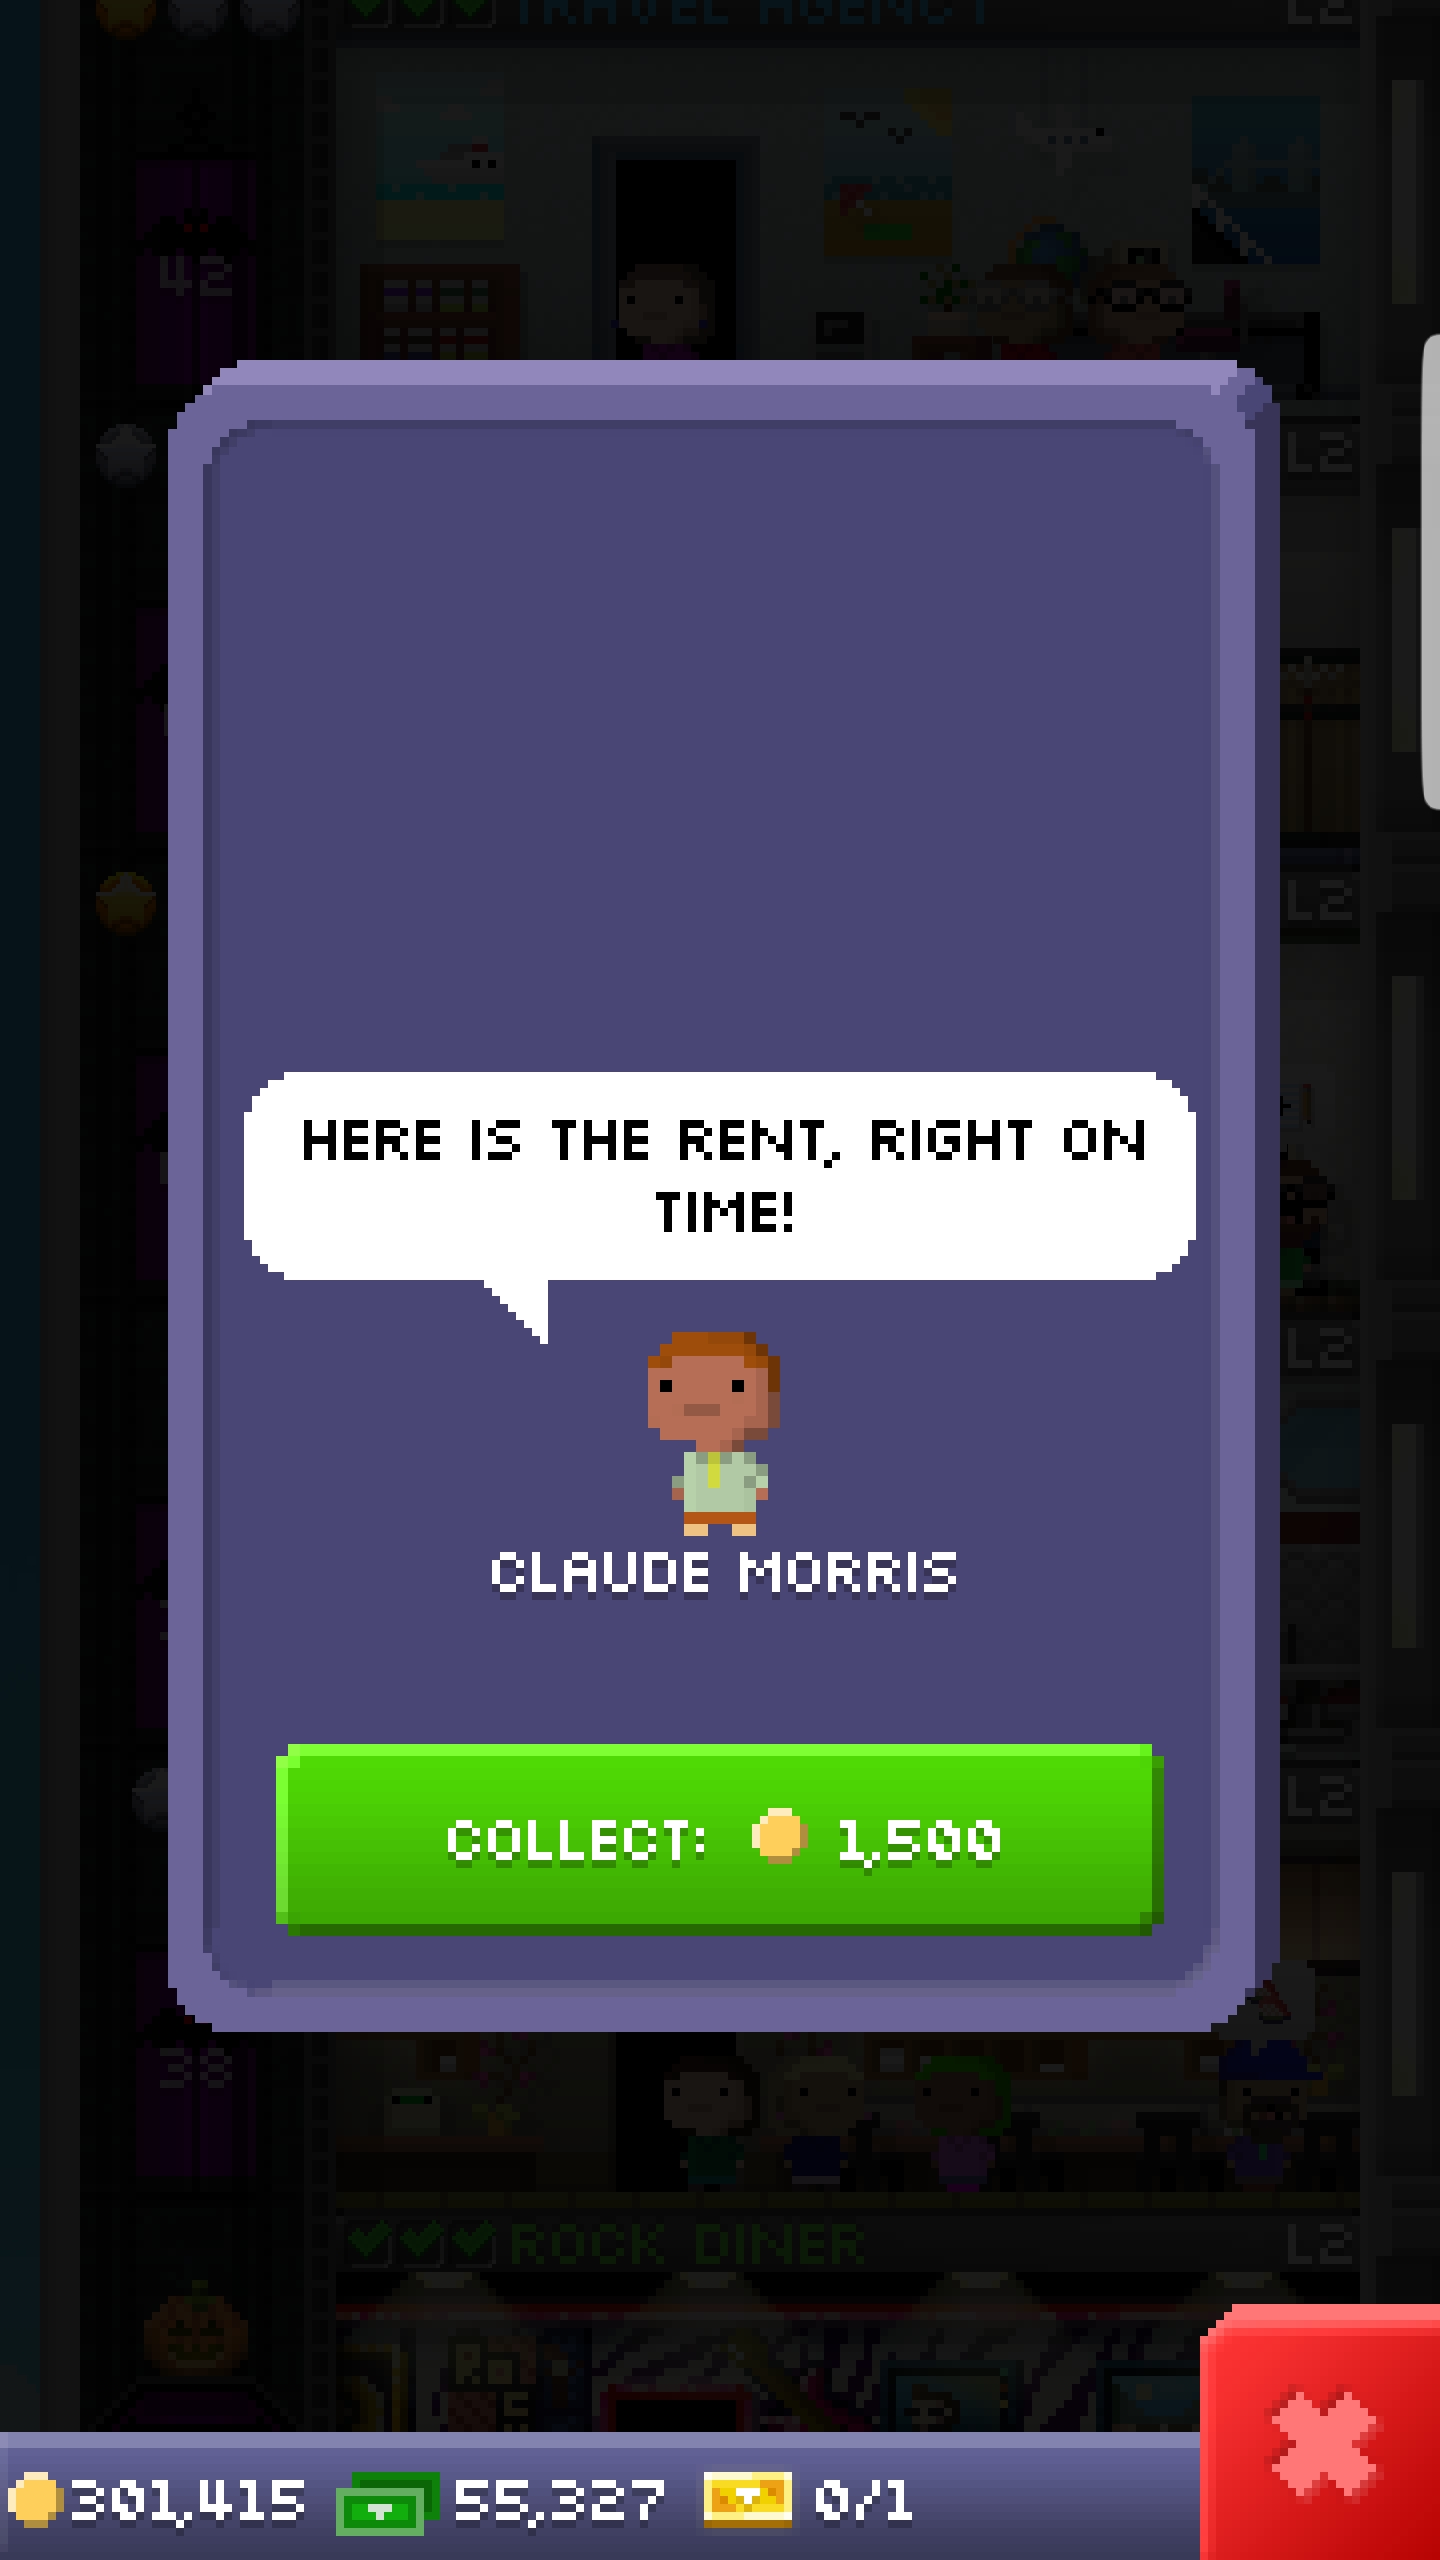 TRAVEL AGENCY L2
42
L2
L2
HERE IS THE RENT, RIGHT ON
TIME!
L2
CLAUDE MORRIS
L2
COLLECT: 1,500
38
ROCK DINER L2
301,415 55,327 0/1